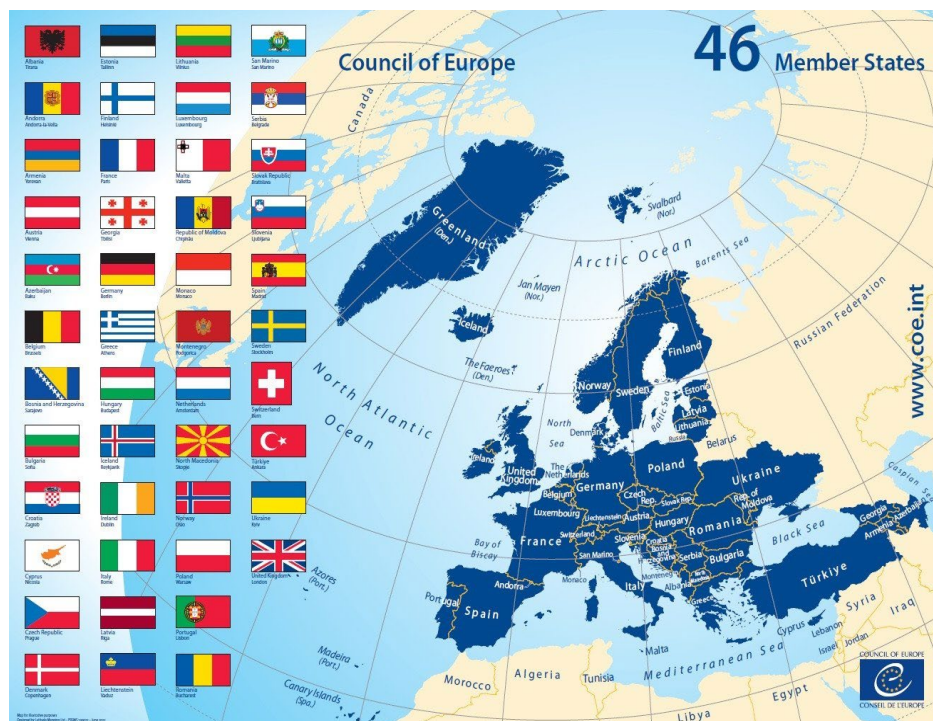 Council of Europe
46 Member States
Albania
Tirana
Estonia
Tallinn
Lithuania
Vilnius
San Marino
San Marino
Andorra
Andorra-la-Vella
Finland
Helsinki
Luxembourg
Luxembourg
Serbia
Belgrade
Armenia
Yerevan
France
Paris
Malta
Valletta
Slovak Republic
Bratislava
Austria
Vienna
Georgia
Tbilisi
Republic of Moldova
Chişinău
Slovenia
Ljubljana
Azerbaijan
Baku
Germany
Berlin
Monaco
Monaco
Spain
Madrid
Belgium
Brussels
Greece
Athens
Montenegro
Podgorica
Sweden
Stockholm
Bosnia and Herzegovina
Sarajevo
Hungary
Budapest
Netherlands
Amsterdam
Switzerland
Bern
Bulgaria
Sofia
Iceland
Reykjavik
North Macedonia
Skopje
Türkiye
Ankara
Croatia
Zagreb
Ireland
Dublin
Norway
Oslo
Ukraine
Kyiv
Cyprus
Nicosia
Italy
Rome
Poland
Warsaw
United Kingdom
London
Czech Republic
Prague
Latvia
Riga
Portugal
Lisbon
Denmark
Copenhagen
Liechtenstein
Vaduz
Romania
Bucharest
Canada
Greenland
(Den.)
Svalbard
(Nor.)
Arctic Ocean
Barents Sea
Jan Mayen
(Nor.)
Russian Federation
www.coe.int
Iceland
The Faeroes
(Den.)
Norway
Sweden
Finland
North Atlantic
Ocean
Baltic Sea
Estonia
Latvia
Lithuania
Russia
Belarus
North
Sea
Denmark
Ireland
United
Kingdom
The
Netherlands
Poland
Ukraine
Germany
Belgium
Czech
Rep.
Slovak Rep.
Rep. of
Moldova
Luxembourg
Liechtenstein
Austria
Hungary
Romania
Caspian
Georgia
Armenia
Azerbaijan
Black Sea
Bay of
Biscay
France
Switzerland
Slovenia
Croatia
Bosnia
and
San Marino
Serbia
Bulgaria
Monaco
Italy
Albania
Greece
Türkiye
Azores
(Port.)
Portugal
Spain
Andorra
Malta
Mediterranean Sea
Cyprus
Lebanon
Syria
Iraq
Israel
Jordan
Madeira
(Port.)
Canary Islands
(Spa.)
Morocco
Algeria
Tunisia
Libya
Egypt
COUNCIL OF EUROPE
CONSEIL DE L'EUROPE